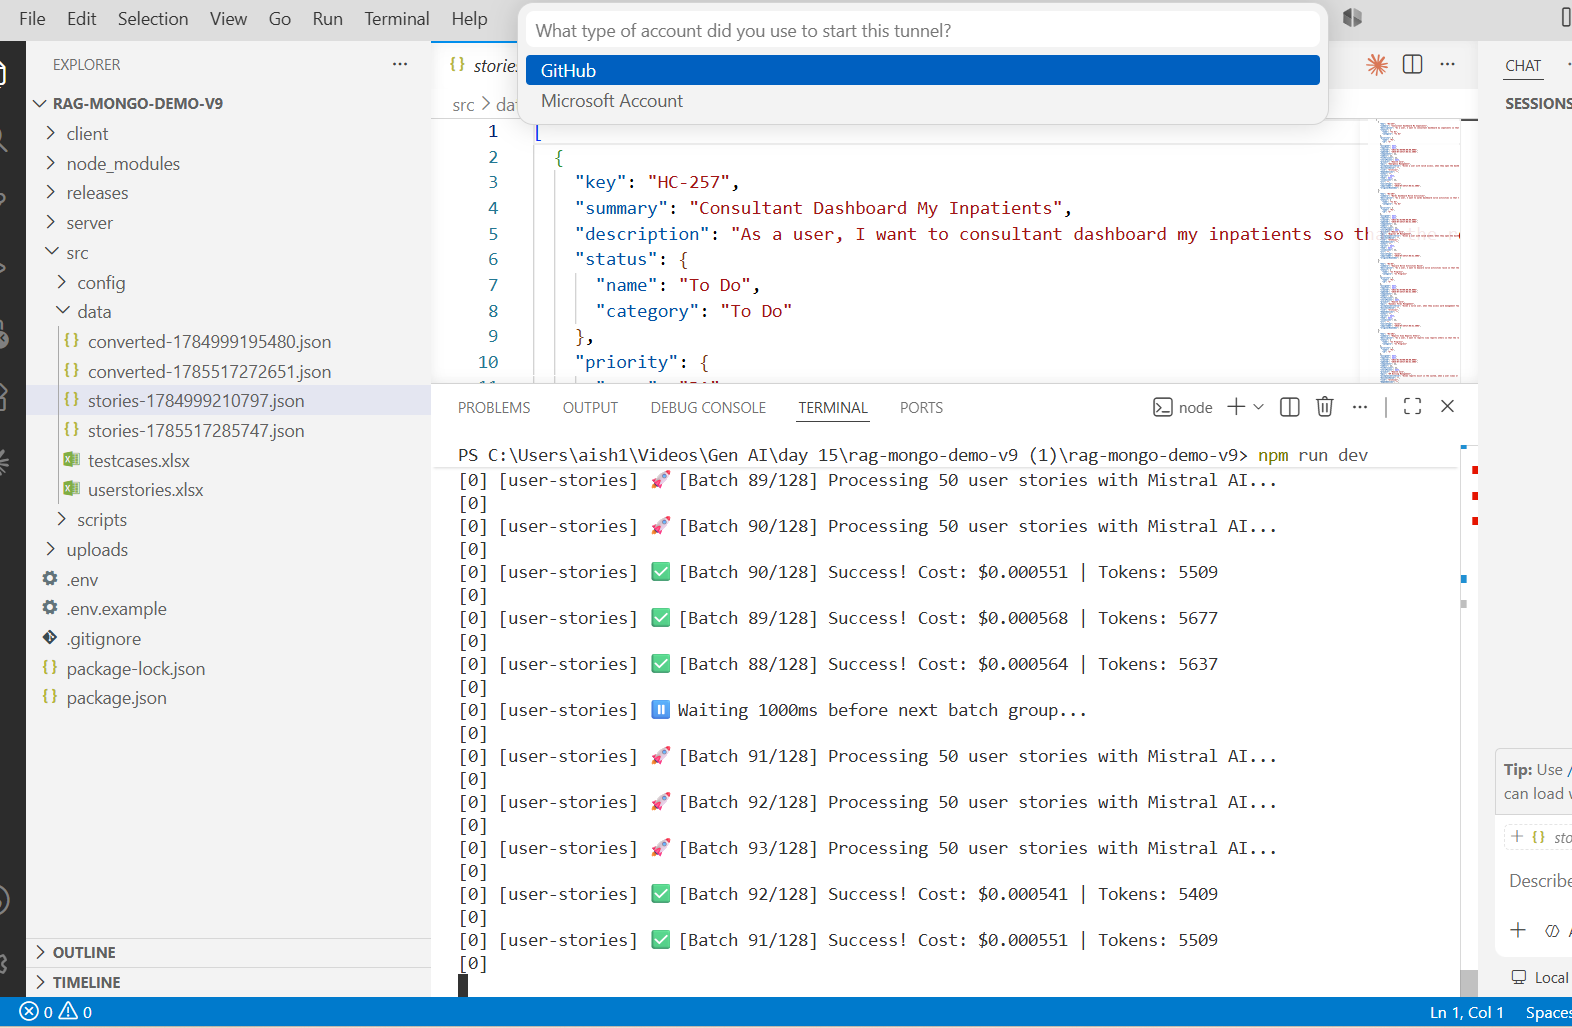 File Edit Selection View Go Run Terminal Help
What type of account did you use to start this tunnel?
GitHub
Microsoft Account
EXPLORER
RAG-MONGO-DEMO-V9
client
node_modules
releases
server
src
config
data
converted-1784999195480.json
converted-1785517272651.json
stories-1784999210797.json
stories-1785517285747.json
testcases.xlsx
userstories.xlsx
scripts
uploads
.env
.env.example
.gitignore
package-lock.json
package.json
OUTLINE
TIMELINE
src
1 [
2 {
3 "key": "HC-257",
4 "summary": "Consultant Dashboard My Inpatients",
5 "description": "As a user, I want to consultant dashboard my inpatients so
6 "status": {
7 "name": "To Do",
8 "category": "To Do"
9 },
10 "priority": {
PROBLEMS OUTPUT DEBUG CONSOLE TERMINAL PORTS
node
PS C:\Users\aish1\Videos\Gen AI\day 15\rag-mongo-demo-v9 (1)\rag-mongo-demo-v9> npm run dev
[0] [user-stories] 🚀 [Batch 89/128] Processing 50 user stories with Mistral AI...
[0]
[0] [user-stories] 🚀 [Batch 90/128] Processing 50 user stories with Mistral AI...
[0]
[0] [user-stories] ✅ [Batch 90/128] Success! Cost: $0.000551 | Tokens: 5509
[0]
[0] [user-stories] ✅ [Batch 89/128] Success! Cost: $0.000568 | Tokens: 5677
[0]
[0] [user-stories] ✅ [Batch 88/128] Success! Cost: $0.000564 | Tokens: 5637
[0]
[0] [user-stories] ⏸️ Waiting 1000ms before next batch group...
[0]
[0] [user-stories] 🚀 [Batch 91/128] Processing 50 user stories with Mistral AI...
[0]
[0] [user-stories] 🚀 [Batch 92/128] Processing 50 user stories with Mistral AI...
[0]
[0] [user-stories] 🚀 [Batch 93/128] Processing 50 user stories with Mistral AI...
[0]
[0] [user-stories] ✅ [Batch 92/128] Success! Cost: $0.000541 | Tokens: 5409
[0]
[0] [user-stories] ✅ [Batch 91/128] Success! Cost: $0.000551 | Tokens: 5509
[0]
CHAT
SESSIONS
Tip: Use /
can load
Describe
Local
0 0
Ln 1, Col 1 Spaces